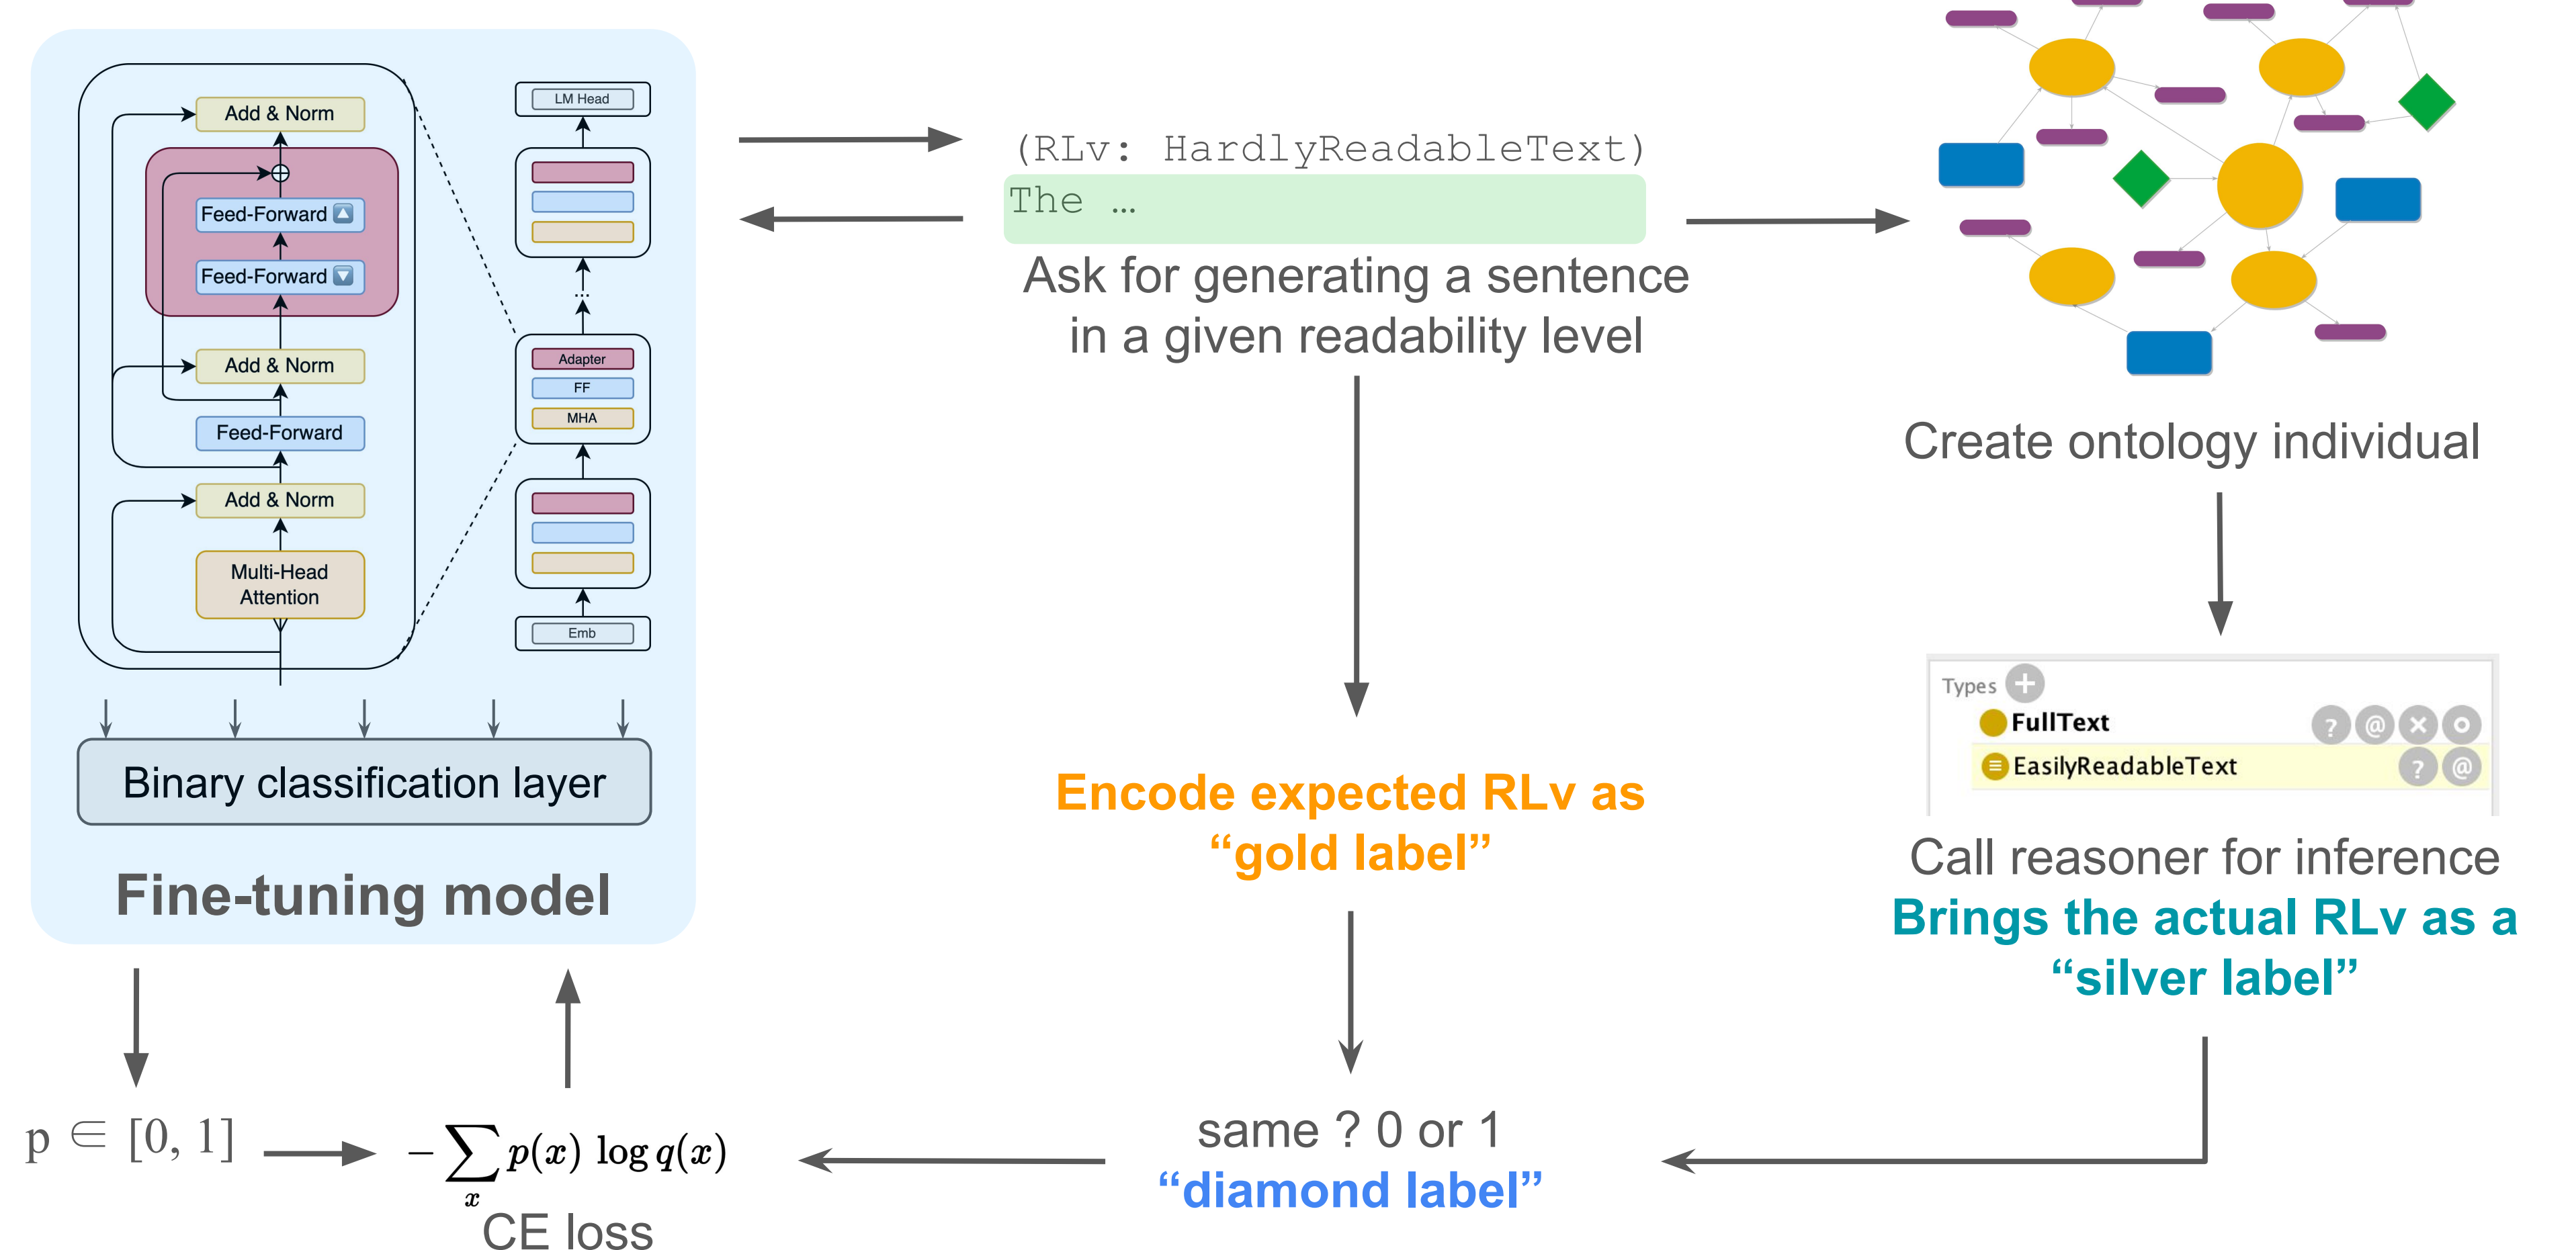 Add & Norm
Feed-Forward
Feed-Forward
Add & Norm
Feed-Forward
Add & Norm
Multi-Head
Attention
LM Head
...
Adapter
FF
MHA
Emb
Binary classification layer
Fine-tuning model
p ∈ [0, 1]
− ∑ p(x) log q(x)
x
CE loss
(RLv: HardlyReadableText)
The …
Ask for generating a sentence
in a given readability level
Encode expected RLv as
“gold label”
same ? 0 or 1
“diamond label”
Create ontology individual
Types +
FullText ? @ × o
EasilyReadableText ? @
Call reasoner for inference
Brings the actual RLv as a
“silver label”